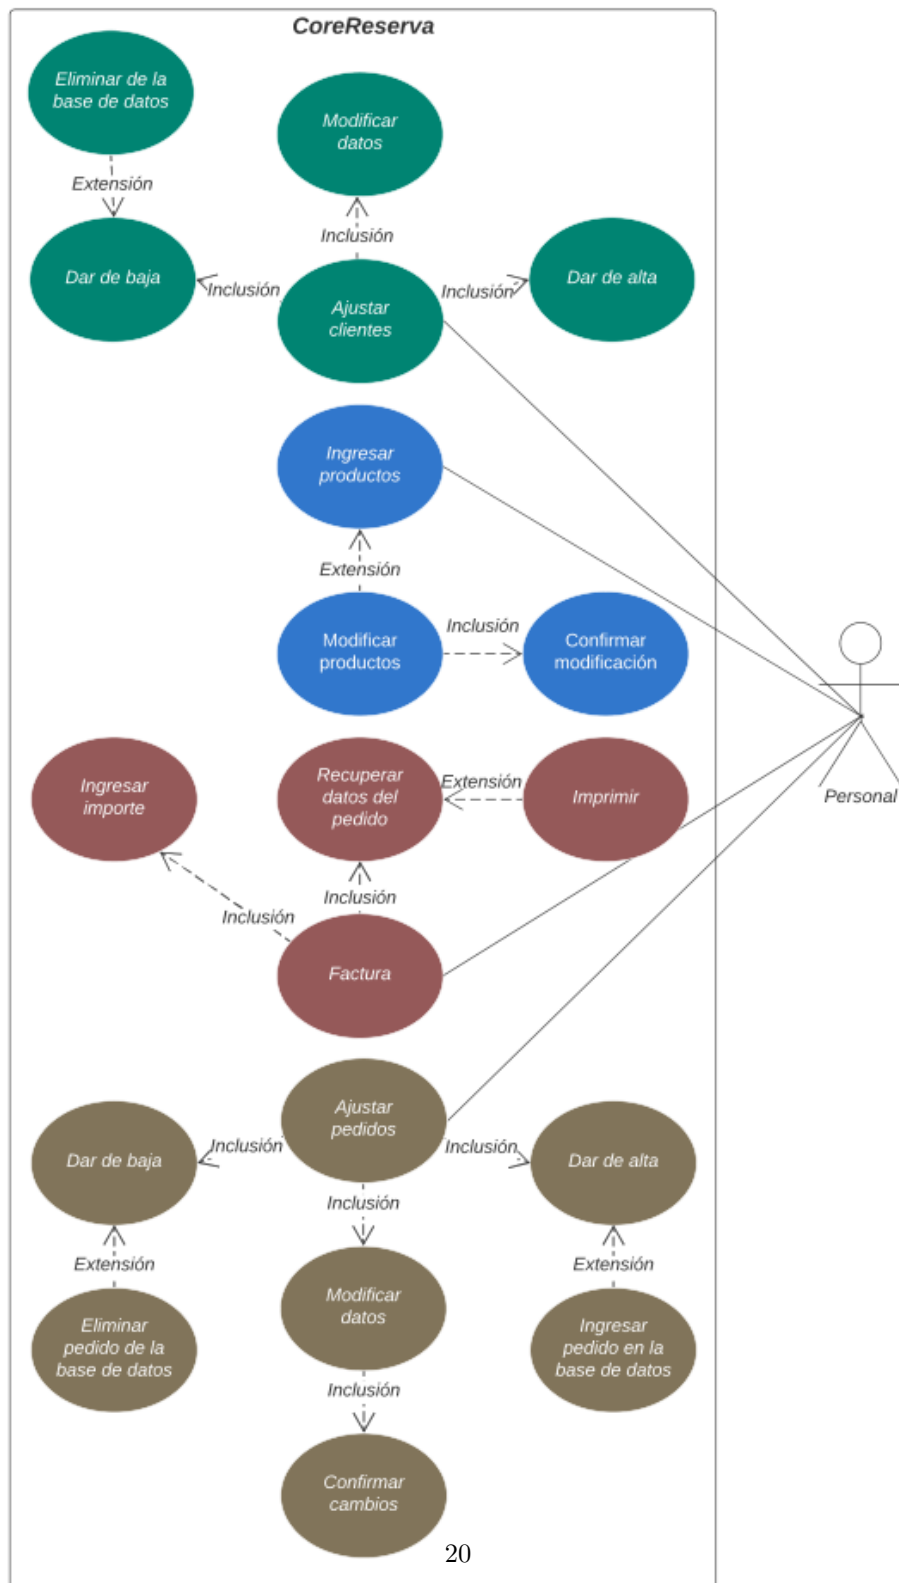 CoreReserva
Eliminar de la
base de datos
Modificar
datos
Extensión
Inclusión
Dar de baja
Inclusión
Ajustar
clientes
Inclusión
Dar de alta
Ingresar
productos
Extensión
Modificar
productos
Inclusión
Confirmar
modificación
Ingresar
importe
Recuperar
datos del
pedido
Extensión
Imprimir
Personal
Inclusión
Inclusión
Factura
Ajustar
pedidos
Dar de baja
Inclusión
Inclusión
Dar de alta
Inclusión
Extensión
Extensión
Modificar
datos
Eliminar
pedido de la
base de datos
Ingresar
pedido en la
base de datos
Inclusión
Confirmar
cambios
20